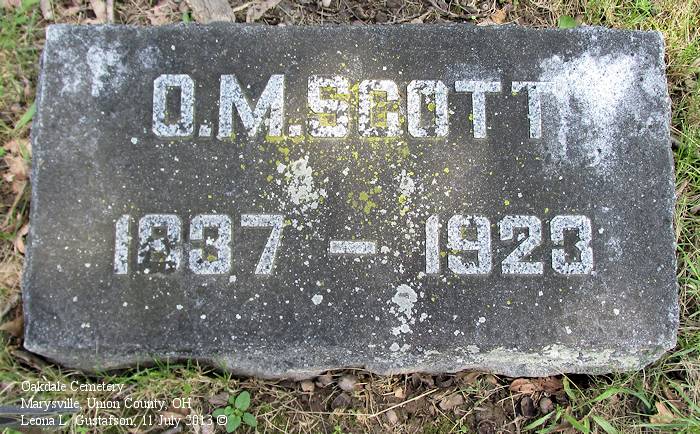 O.M. SCOTT
1837 – 1923
Oakdale Cemetery
Marysville, Union County, OH
Leona L. Gustafson, 11 July 2013 ©